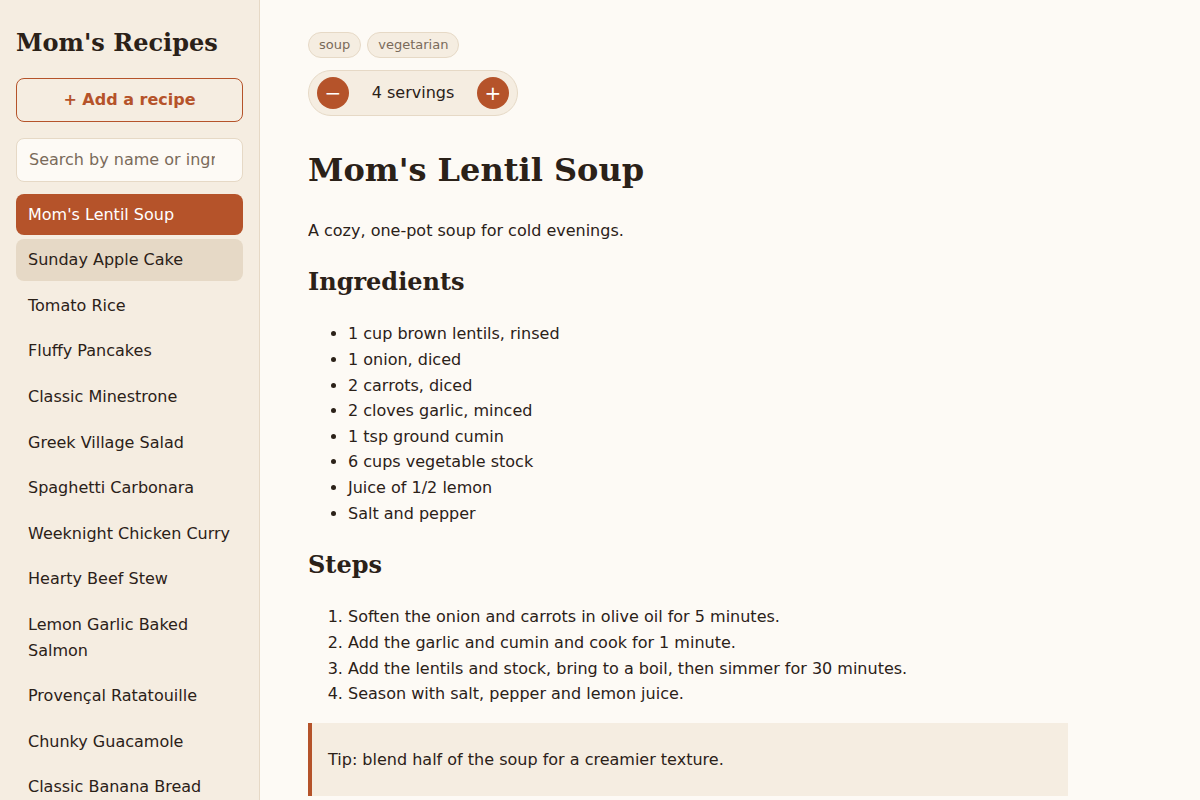 Mom's Recipes
+ Add a recipe
Search by name or ingr
Mom's Lentil Soup
Sunday Apple Cake
Tomato Rice
Fluffy Pancakes
Classic Minestrone
Greek Village Salad
Spaghetti Carbonara
Weeknight Chicken Curry
Hearty Beef Stew
Lemon Garlic Baked
Salmon
Provençal Ratatouille
Chunky Guacamole
Classic Banana Bread
soup vegetarian
− 4 servings +
Mom's Lentil Soup
A cozy, one-pot soup for cold evenings.
Ingredients
• 1 cup brown lentils, rinsed
• 1 onion, diced
• 2 carrots, diced
• 2 cloves garlic, minced
• 1 tsp ground cumin
• 6 cups vegetable stock
• Juice of 1/2 lemon
• Salt and pepper
Steps
1. Soften the onion and carrots in olive oil for 5 minutes.
2. Add the garlic and cumin and cook for 1 minute.
3. Add the lentils and stock, bring to a boil, then simmer for 30 minutes.
4. Season with salt, pepper and lemon juice.
Tip: blend half of the soup for a creamier texture.